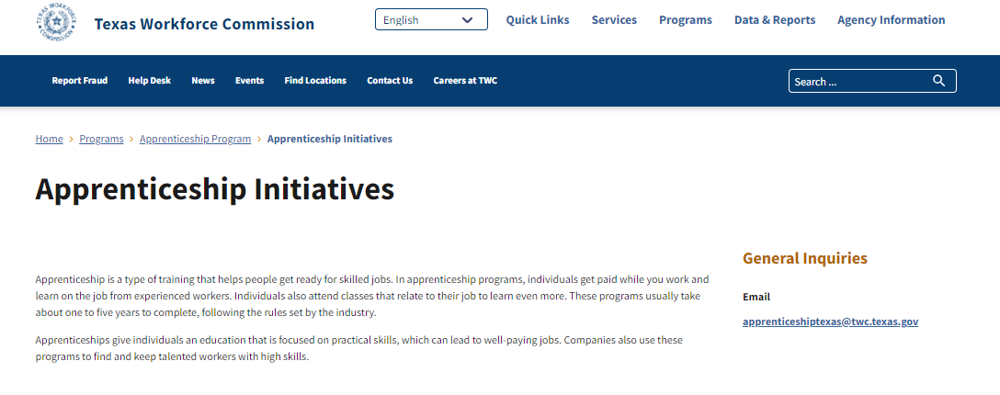 TEXAS WORKFORCE
COMMISSION
Texas Workforce Commission
English
Quick Links
Services
Programs
Data & Reports
Agency Information
Report Fraud
Help Desk
News
Events
Find Locations
Contact Us
Careers at TWC
Search ...
Home > Programs > Apprenticeship Program > Apprenticeship Initiatives
Apprenticeship Initiatives
Apprenticeship is a type of training that helps people get ready for skilled jobs. In apprenticeship programs, individuals get paid while you work and
learn on the job from experienced workers. Individuals also attend classes that relate to their job to learn even more. These programs usually take
about one to five years to complete, following the rules set by the industry.
Apprenticeships give individuals an education that is focused on practical skills, which can lead to well-paying jobs. Companies also use these
programs to find and keep talented workers with high skills.
General Inquiries
Email
apprenticeshiptexas@twc.texas.gov